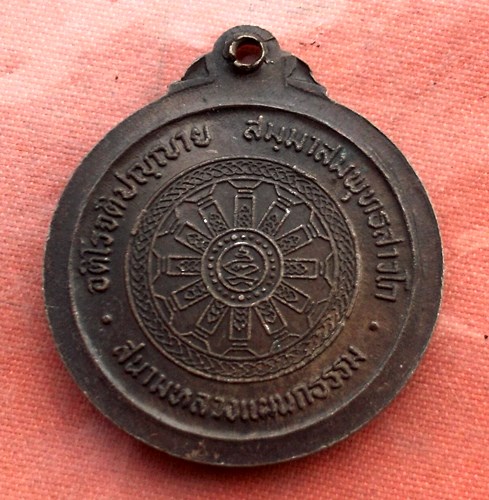 อติโรจติปญฺญาย สมฺมาสมฺพุทฺธสาวโก
สนามหลวงแผนกธรรม